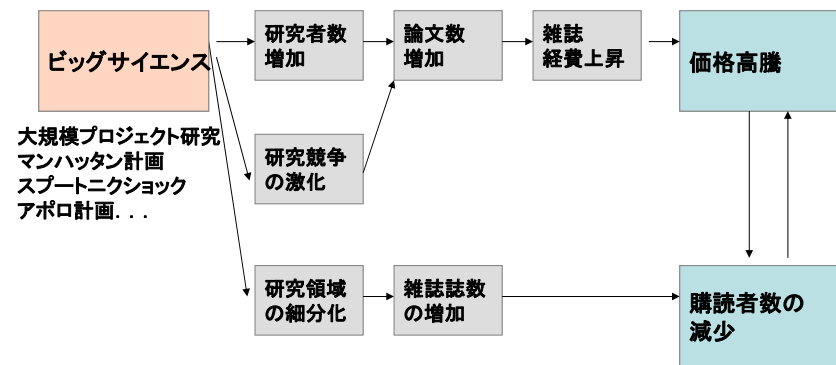 ビッグサイエンス
大規模プロジェクト研究
マンハッタン計画
スプートニクショック
アポロ計画．．．
研究者数
増加
論文数
増加
雑誌
経費上昇
価格高騰
研究競争
の激化
研究領域
の細分化
雑誌誌数
の増加
購読者数の
減少